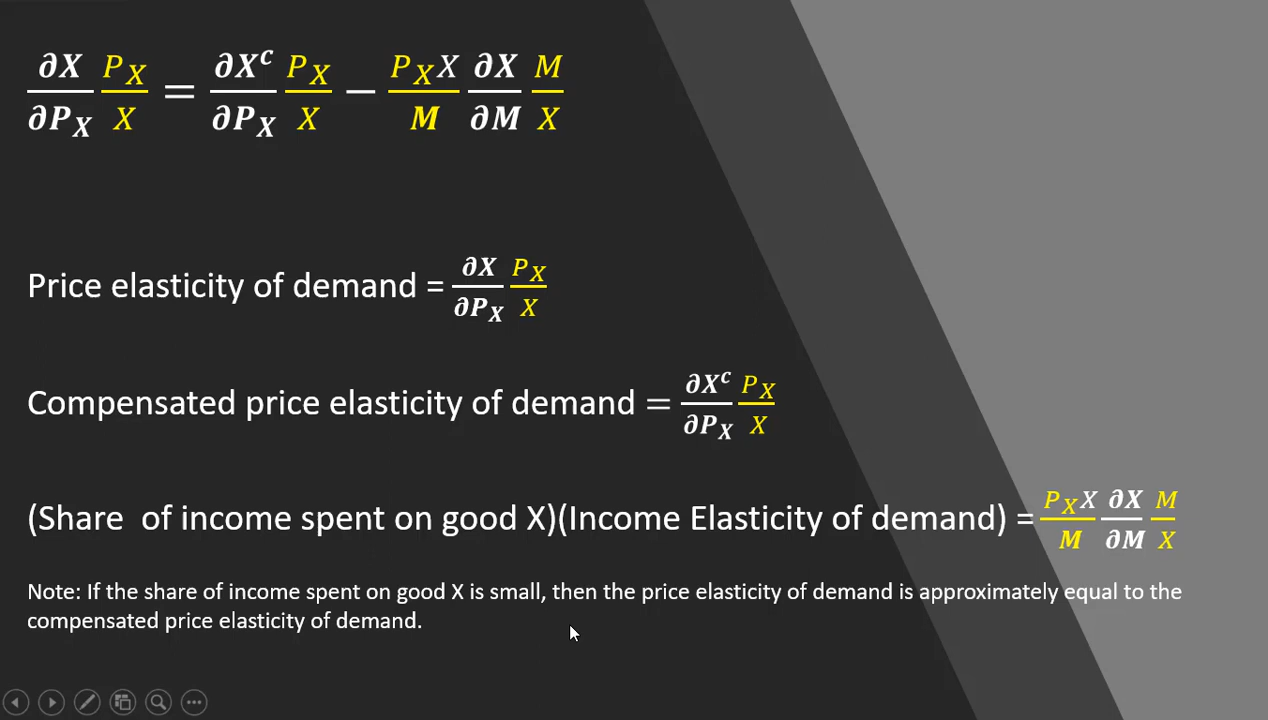 ∂X/∂P_X P_X/X = ∂X^c/∂P_X P_X/X − P_X X/M ∂X/∂M M/X
Price elasticity of demand = ∂X/∂P_X P_X/X
Compensated price elasticity of demand = ∂X^c/∂P_X P_X/X
(Share of income spent on good X)(Income Elasticity of demand) = P_X X/M ∂X/∂M M/X
Note: If the share of income spent on good X is small, then the price elasticity of demand is approximately equal to the
compensated price elasticity of demand.